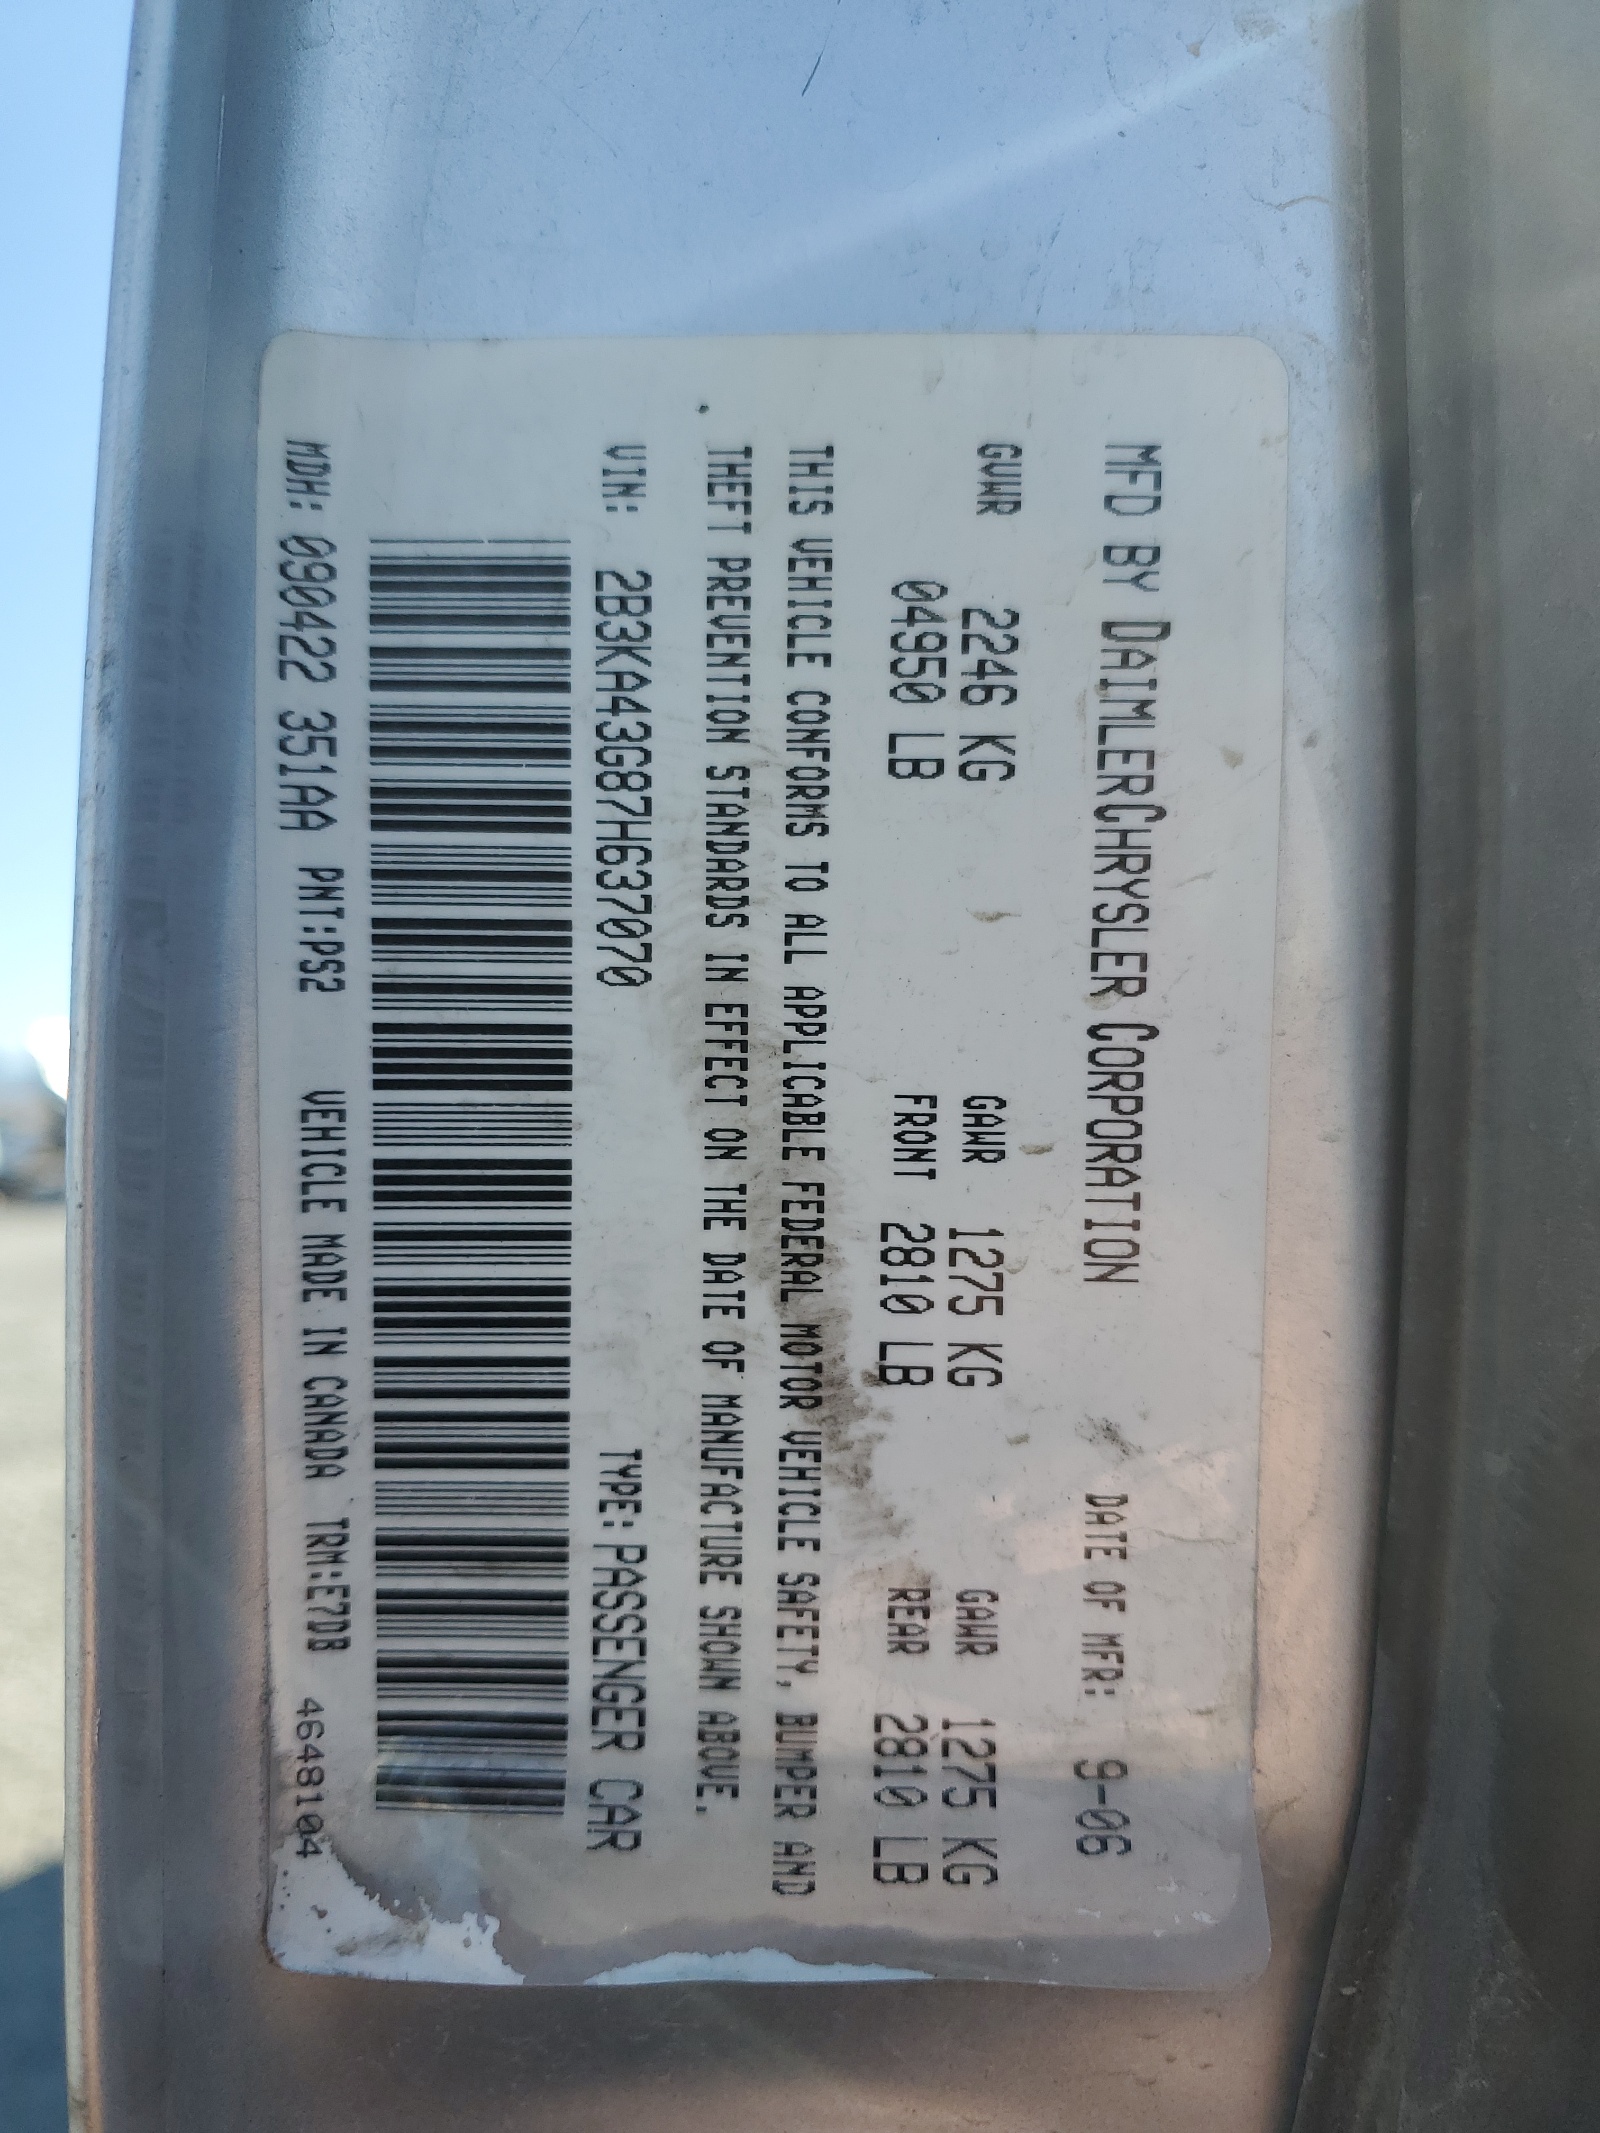 MFD BY DAIMLERCHRYSLER CORPORATION DATE OF MFR: 9-06
GVWR 2246 KG GAWR 1275 KG GAWR 1275 KG
04950 LB FRONT 2810 LB REAR 2810 LB
THIS VEHICLE CONFORMS TO ALL APPLICABLE FEDERAL MOTOR VEHICLE SAFETY, BUMPER AND
THEFT PREVENTION STANDARDS IN EFFECT ON THE DATE OF MANUFACTURE SHOWN ABOVE.
VIN: 2B3KA43G87H637070 TYPE: PASSENGER CAR
MDH: 090422 351AA PNT:PS2 VEHICLE MADE IN CANADA TRM:E7DB 4648104